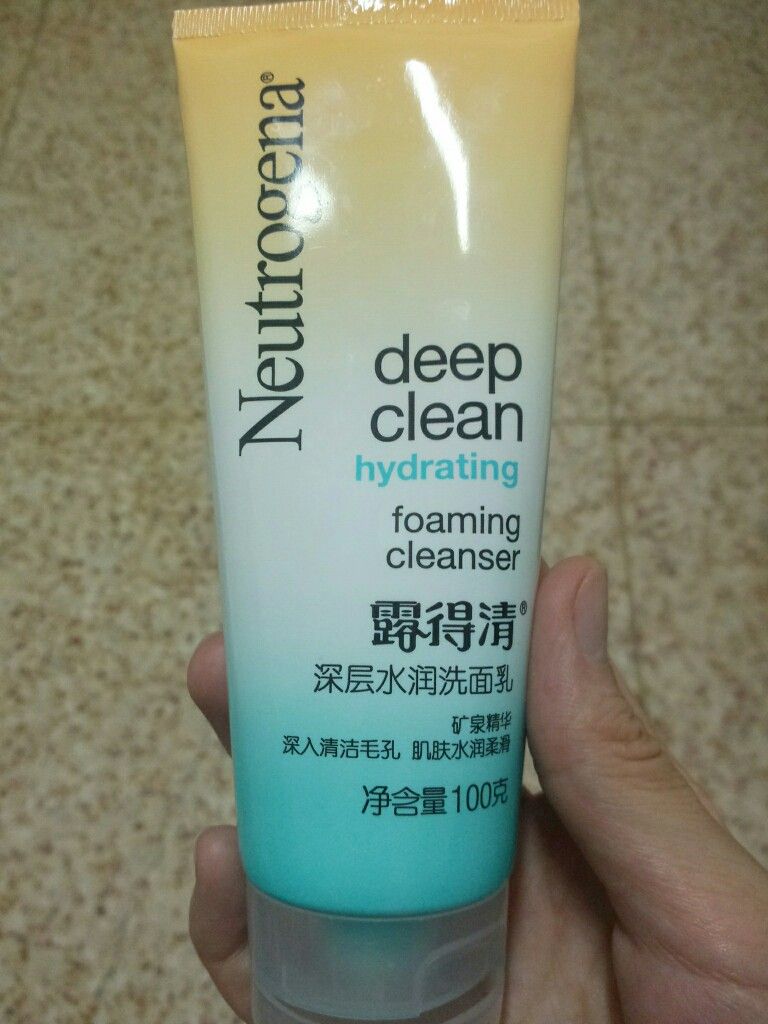 Neutrogena®
deep
clean
hydrating
foaming
cleanser
露得清®
深层水润洗面乳
矿泉精华
深入清洁毛孔 肌肤水润柔滑
净含量100克